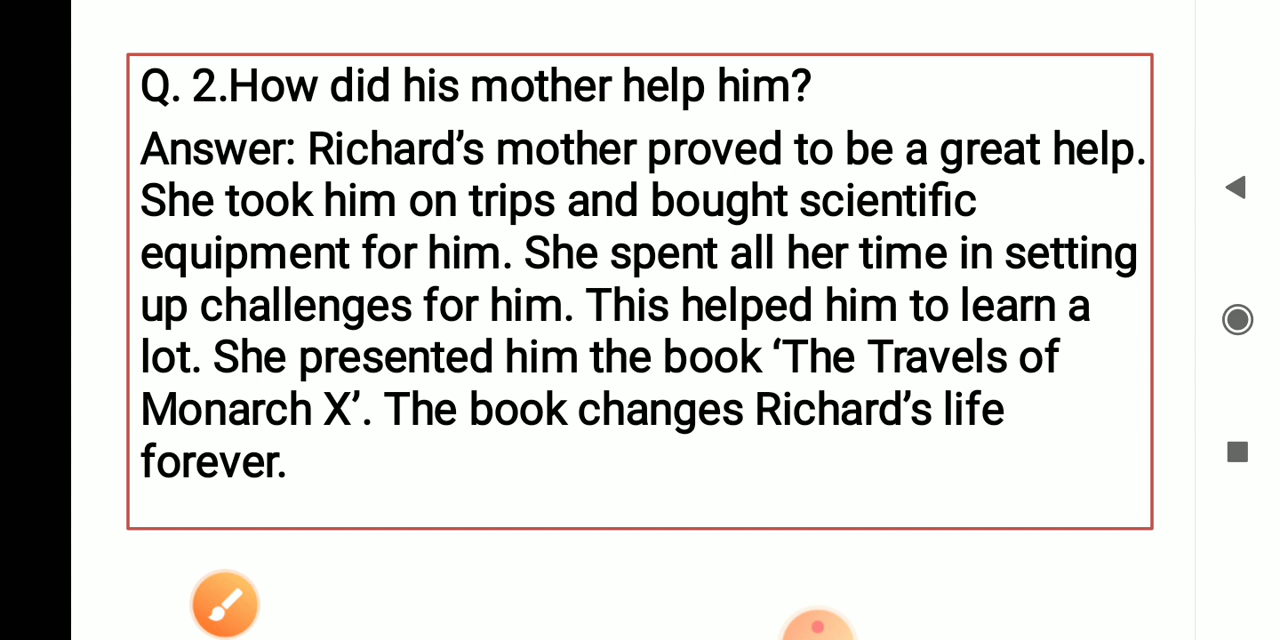 Q. 2.How did his mother help him?
Answer: Richard’s mother proved to be a great help.
She took him on trips and bought scientific
equipment for him. She spent all her time in setting
up challenges for him. This helped him to learn a
lot. She presented him the book ‘The Travels of
Monarch X’. The book changes Richard’s life
forever.